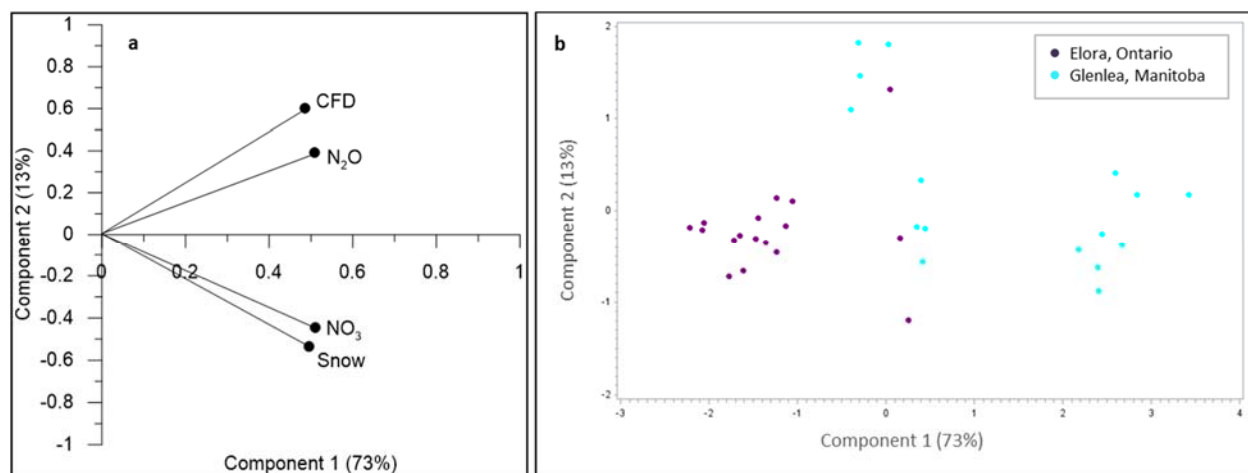 a
1
0.8
0.6
0.4
0.2
0
-0.2
-0.4
-0.6
-0.8
-1
0
0.2
0.4
0.6
0.8
1
Component 2 (13%)
Component 1 (73%)
CFD
N₂O
NO₃
Snow
b
2
1
0
-1
-2
-3
-2
-1
0
1
2
3
4
Component 2 (13%)
Component 1 (73%)
Elora, Ontario
Glenlea, Manitoba